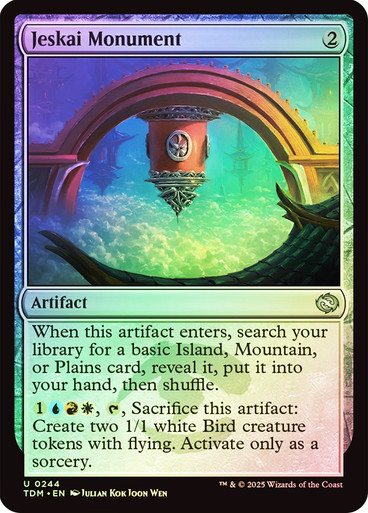 Jeskai Monument 2
Artifact
When this artifact enters, search your
library for a basic Island, Mountain,
or Plains card, reveal it, put it into
your hand, then shuffle.
1, , Sacrifice this artifact:
Create two 1/1 white Bird creature
tokens with flying. Activate only as a
sorcery.
U 0244
TDM • EN Julian Kok Joon Wen
™ & © 2025 Wizards of the Coast